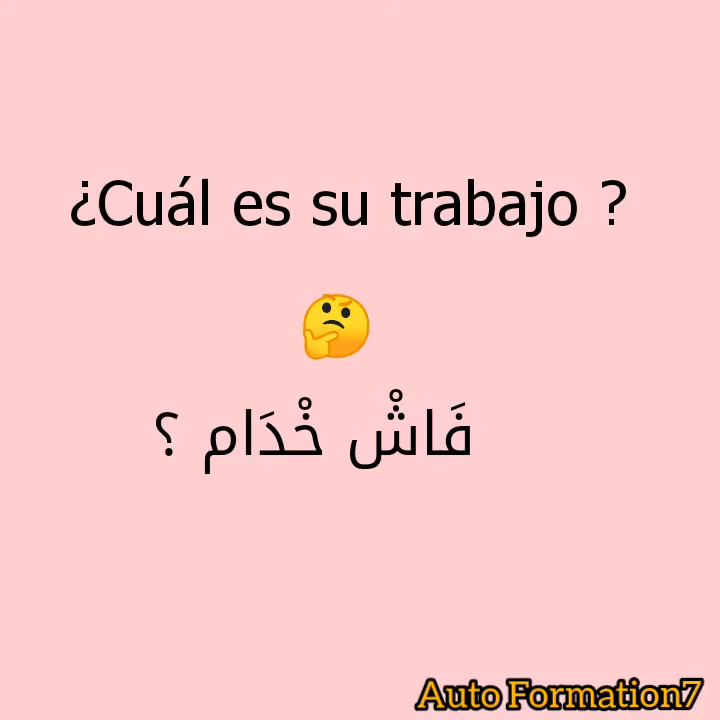 ¿Cuál es su trabajo ?
فَاشْ خْدَام ؟
Auto Formation7